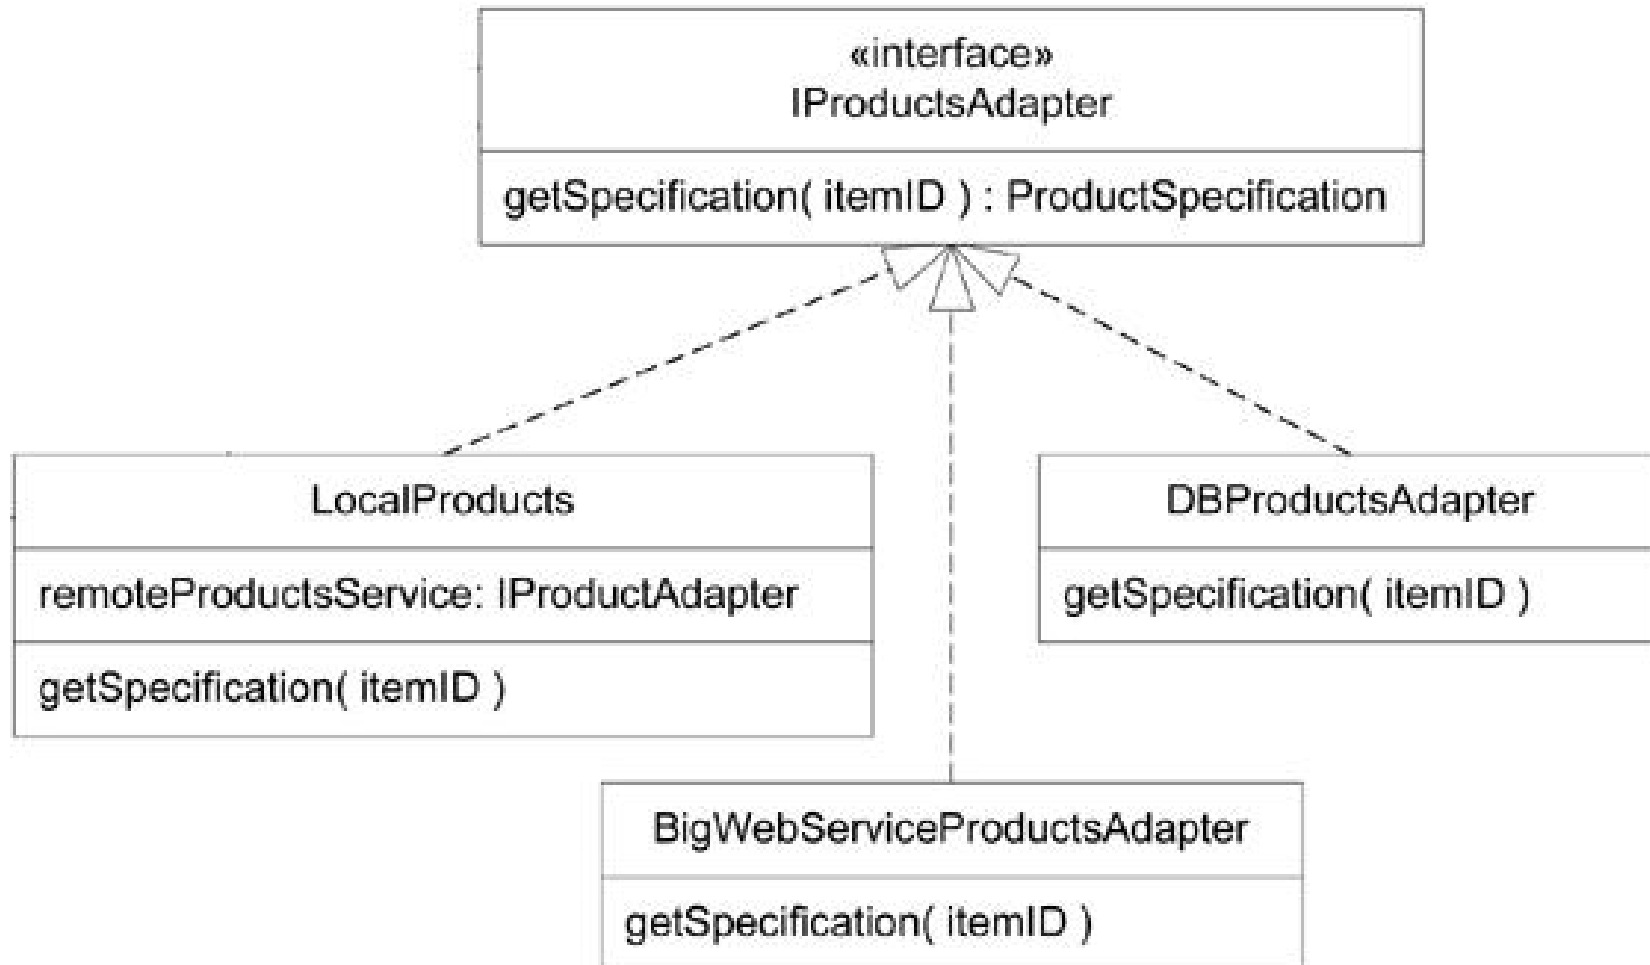 «interface»
IProductsAdapter
getSpecification( itemID ) : ProductSpecification
LocalProducts
remoteProductsService: IProductAdapter
getSpecification( itemID )
DBProductsAdapter
getSpecification( itemID )
BigWebServiceProductsAdapter
getSpecification( itemID )